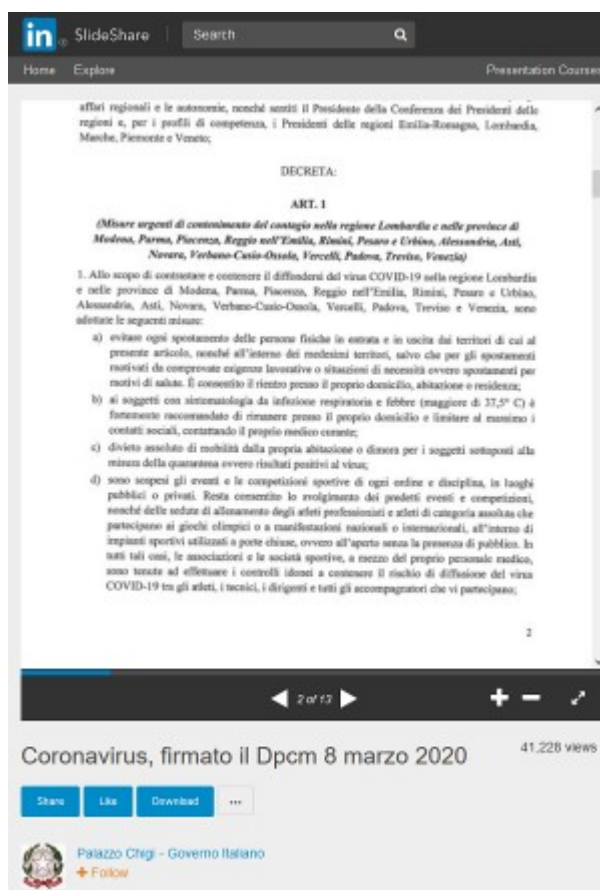 in® SlideShare
Search
Home Explore Presentation Courses
affari regionali e le autonomie, nonché sentiti il Presidente della Conferenza dei Presidenti delle
regioni e, per i profili di competenza, i Presidenti delle regioni Emilia-Romagna, Lombardia,
Marche, Piemonte e Veneto;
DECRETA:
ART. 1
(Misure urgenti di contenimento del contagio nella regione Lombardia e nelle province di
Modena, Parma, Piacenza, Reggio nell'Emilia, Rimini, Pesaro e Urbino, Alessandria, Asti,
Novara, Verbano-Cusio-Ossola, Vercelli, Padova, Treviso, Venezia)
1. Allo scopo di contrastare e contenere il diffondersi del virus COVID-19 nella regione Lombardia
e nelle province di Modena, Parma, Piacenza, Reggio nell'Emilia, Rimini, Pesaro e Urbino,
Alessandria, Asti, Novara, Verbano-Cusio-Ossola, Vercelli, Padova, Treviso e Venezia, sono
adottate le seguenti misure:
a) evitare ogni spostamento delle persone fisiche in entrata e in uscita dai territori di cui al
presente articolo, nonché all'interno dei medesimi territori, salvo che per gli spostamenti
motivati da comprovate esigenze lavorative o situazioni di necessità ovvero spostamenti per
motivi di salute. È consentito il rientro presso il proprio domicilio, abitazione o residenza;
b) ai soggetti con sintomatologia da infezione respiratoria e febbre (maggiore di 37,5° C) è
fortemente raccomandato di rimanere presso il proprio domicilio e limitare al massimo i
contatti sociali, contattando il proprio medico curante;
c) divieto assoluto di mobilità dalla propria abitazione o dimora per i soggetti sottoposti alla
misura della quarantena ovvero risultati positivi al virus;
d) sono sospesi gli eventi e le competizioni sportive di ogni ordine e disciplina, in luoghi
pubblici o privati. Resta consentito lo svolgimento dei predetti eventi e competizioni,
nonché delle sedute di allenamento degli atleti professionisti e atleti di categoria assoluta che
partecipano ai giochi olimpici o a manifestazioni nazionali o internazionali, all'interno di
impianti sportivi utilizzati a porte chiuse, ovvero all'aperto senza la presenza di pubblico. In
tutti tali casi, le associazioni e le società sportive, a mezzo del proprio personale medico,
sono tenute ad effettuare i controlli idonei a contenere il rischio di diffusione del virus
COVID-19 tra gli atleti, i tecnici, i dirigenti e tutti gli accompagnatori che vi partecipano;
2
2 of 13
Coronavirus, firmato il Dpcm 8 marzo 2020
41,228 views
Share Like Download ...
Palazzo Chigi - Governo Italiano
+ Follow